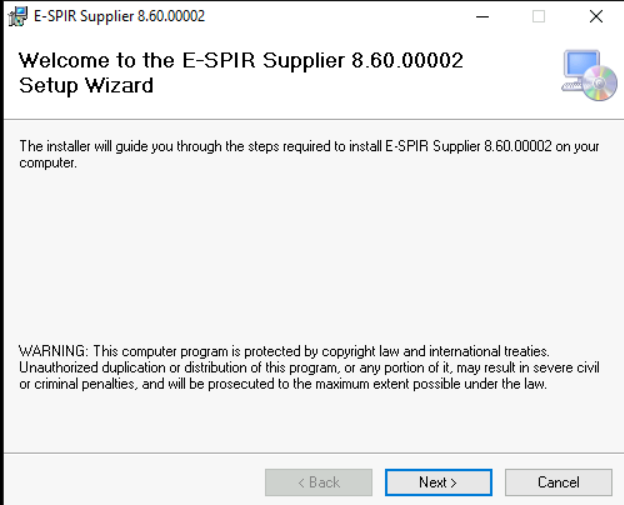 E-SPIR Supplier 8.60.00002
Welcome to the E-SPIR Supplier 8.60.00002
Setup Wizard
The installer will guide you through the steps required to install E-SPIR Supplier 8.60.00002 on your
computer.
WARNING: This computer program is protected by copyright law and international treaties.
Unauthorized duplication or distribution of this program, or any portion of it, may result in severe civil
or criminal penalties, and will be prosecuted to the maximum extent possible under the law.
< Back Next > Cancel